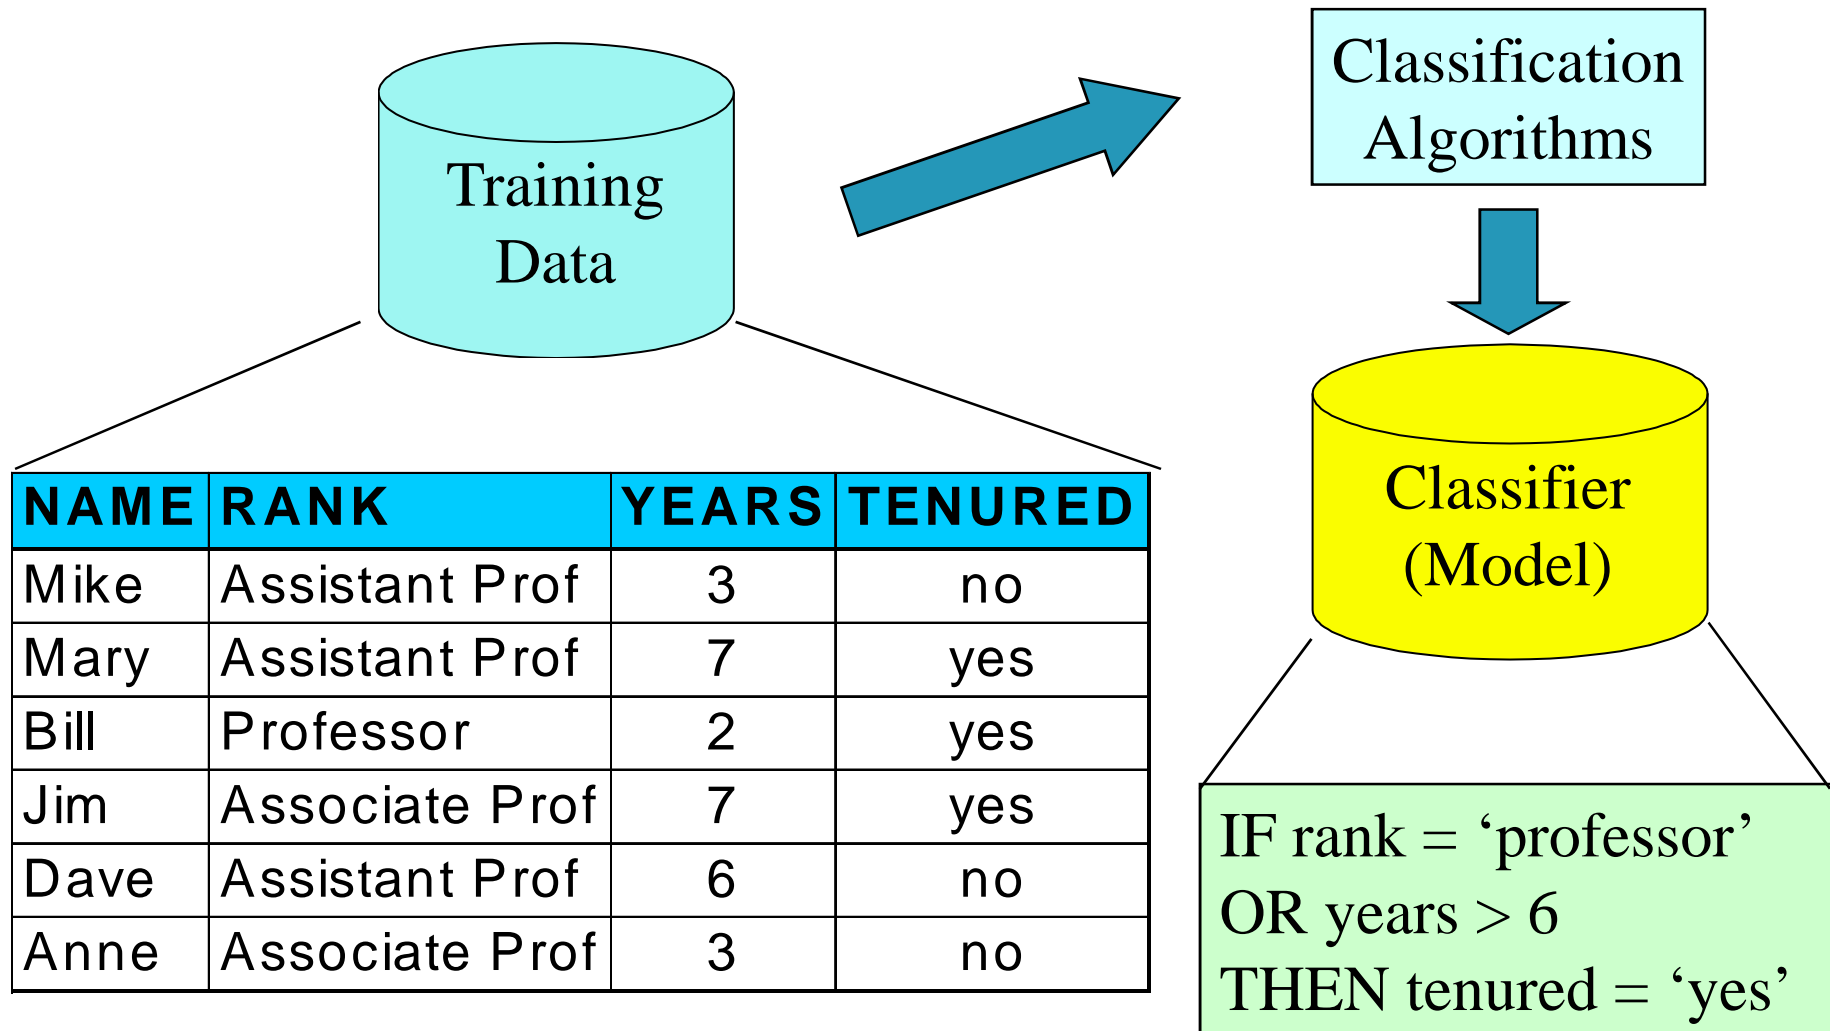 Training
Data
Classification
Algorithms
Classifier
(Model)
NAME RANK YEARS TENURED
Mike Assistant Prof 3 no
Mary Assistant Prof 7 yes
Bill Professor 2 yes
Jim Associate Prof 7 yes
Dave Assistant Prof 6 no
Anne Associate Prof 3 no
IF rank = ‘professor’
OR years > 6
THEN tenured = ‘yes’